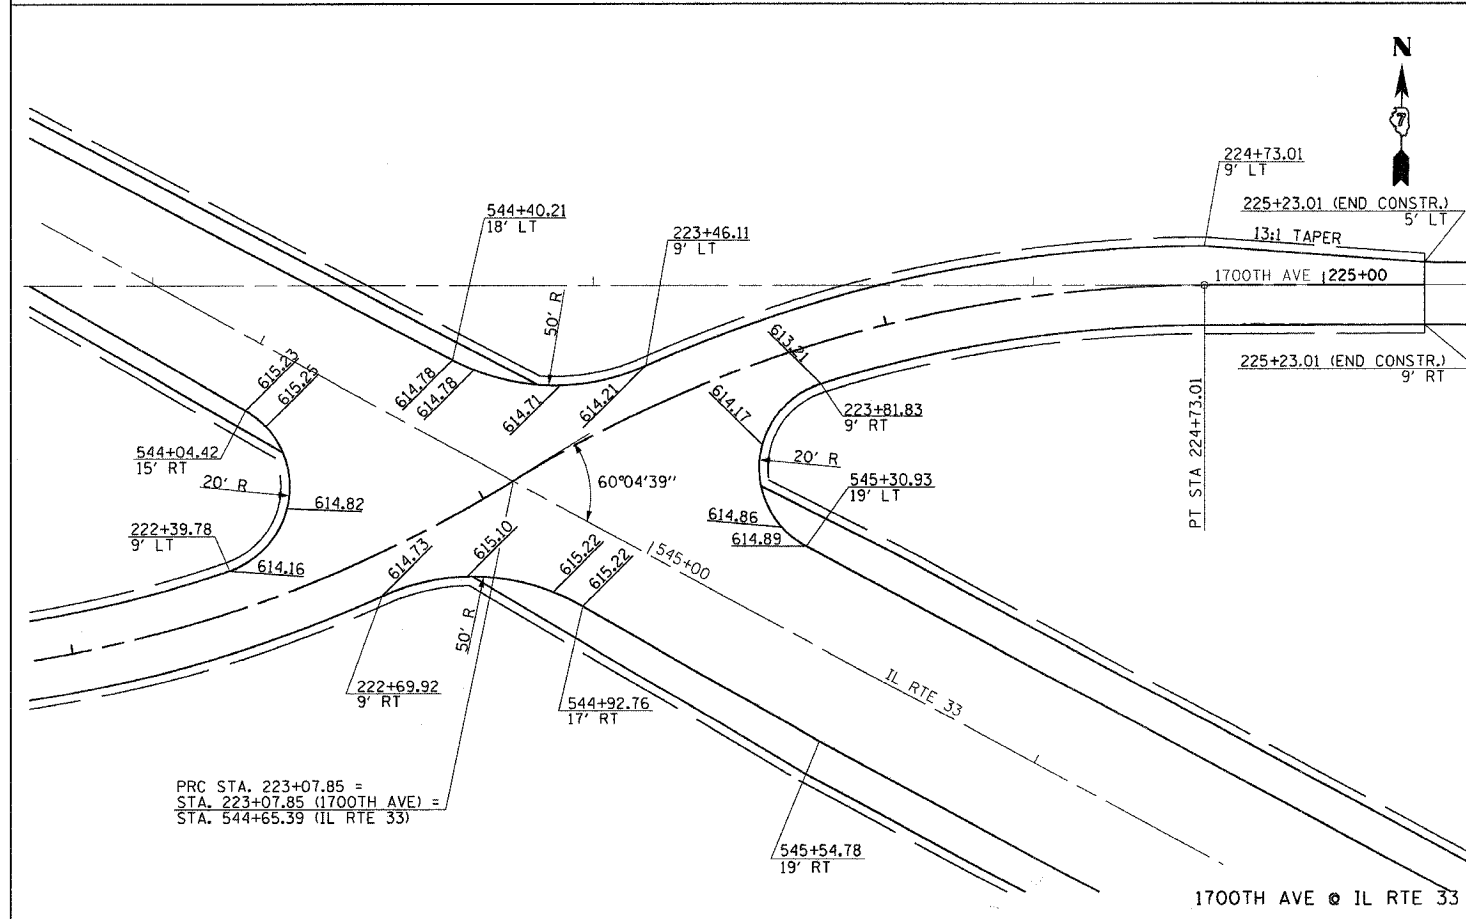 N
7
224+73.01
9' LT
225+23.01 (END CONSTR.)
5' LT
13:1 TAPER
1700TH AVE
225+00
544+40.21
18' LT
223+46.11
9' LT
50' R
615.23
615.25
614.78
614.78
614.71
614.21
613.21
614.17
225+23.01 (END CONSTR.)
9' RT
PT STA 224+73.01
223+81.83
9' RT
544+04.42
15' RT
20' R
614.82
60°04'39"
20' R
545+30.93
19' LT
614.86
614.89
222+39.78
9' LT
614.16
614.73
615.10
615.22
615.22
545+00
50' R
IL RTE 33
222+69.92
9' RT
544+92.76
17' RT
PRC STA. 223+07.85 =
STA. 223+07.85 (1700TH AVE) =
STA. 544+65.39 (IL RTE 33)
545+54.78
19' RT
1700TH AVE @ IL RTE 33